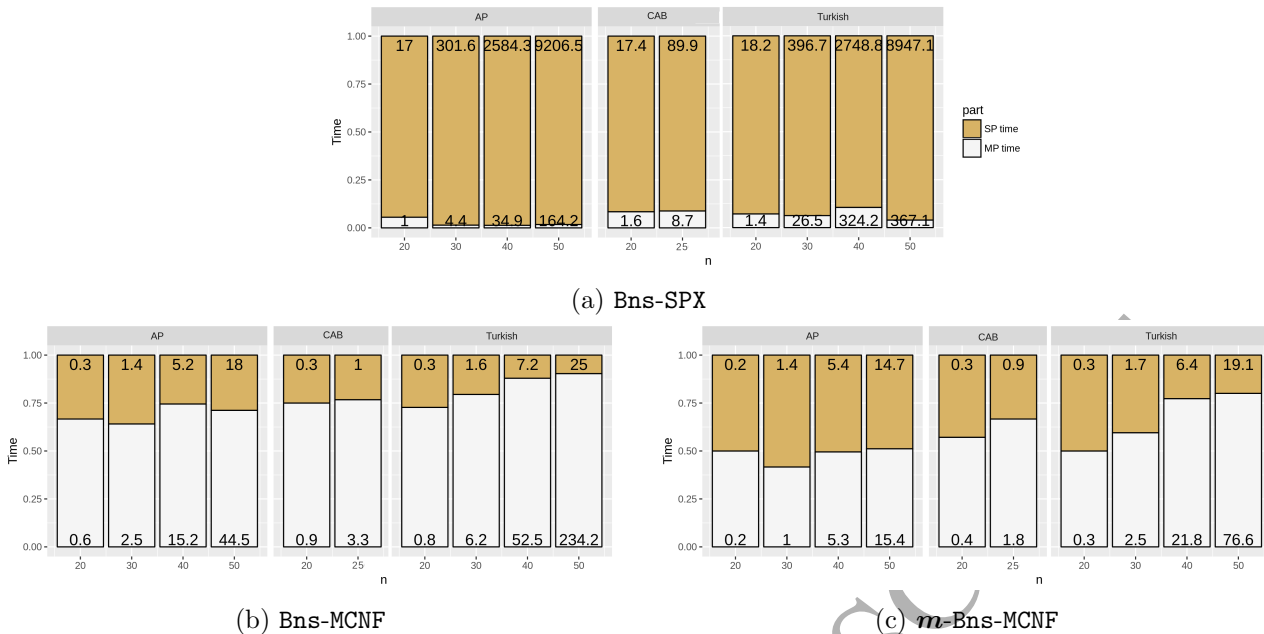 AP CAB Turkish
17 301.6 2584.3 9206.5 17.4 89.9 18.2 396.7 2748.8 8947.1
1.00
0.75
0.50
0.25
0.00
Time
1 4.4 34.9 164.2 1.6 8.7 1.4 26.5 324.2 367.1
20 30 40 50 20 25 20 30 40 50
n
part
SP time
MP time
(a) Bns-SPX
AP CAB Turkish
0.3 1.4 5.2 18 0.3 1 0.3 1.6 7.2 25
1.00
0.75
0.50
0.25
0.00
Time
0.6 2.5 15.2 44.5 0.9 3.3 0.8 6.2 52.5 234.2
20 30 40 50 20 25 20 30 40 50
n
(b) Bns-MCNF
AP CAB Turkish
0.2 1.4 5.4 14.7 0.3 0.9 0.3 1.7 6.4 19.1
1.00
0.75
0.50
0.25
0.00
Time
0.2 1 5.3 15.4 0.4 1.8 0.3 2.5 21.8 76.6
20 30 40 50 20 25 20 30 40 50
n
(c) m-Bns-MCNF